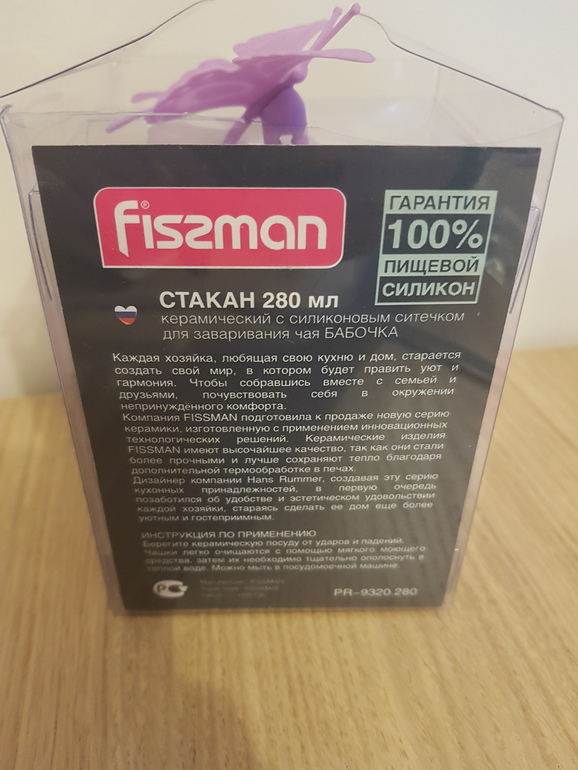 fissman®
ГАРАНТИЯ
100%
ПИЩЕВОЙ
СИЛИКОН
СТАКАН 280 мл
керамический с силиконовым ситечком
для заваривания чая БАБОЧКА
Каждая хозяйка, любящая свою кухню и дом, старается
создать свой мир, в котором будет править уют и
гармония. Чтобы собравшись вместе с семьей и
друзьями, почувствовать себя в окружении
непринуждённого комфорта.
Компания FISSMAN подготовила к продаже новую серию
керамики, изготовленную с применением инновационных
технологических решений. Керамические изделия
FISSMAN имеют высочайшее качество, так как они стали
более прочными и лучше сохраняют тепло благодаря
дополнительной термообработке в печах.
Дизайнер компании Hans Rummer, создавая эту серию
кухонных принадлежностей, в первую очередь
позаботился об удобстве и эстетическом удовольствии
каждой хозяйки, стараясь сделать ее дом еще более
уютным и гостеприимным.
ИНСТРУКЦИЯ ПО ПРИМЕНЕНИЮ
Берегите керамическую посуду от ударов и падений.
Чашки легко очищаются с помощью мягкого моющего
средства, затем их необходимо тщательно ополоснуть в
теплой воде. Можно мыть в посудомоечной машине.
PR-9320.280